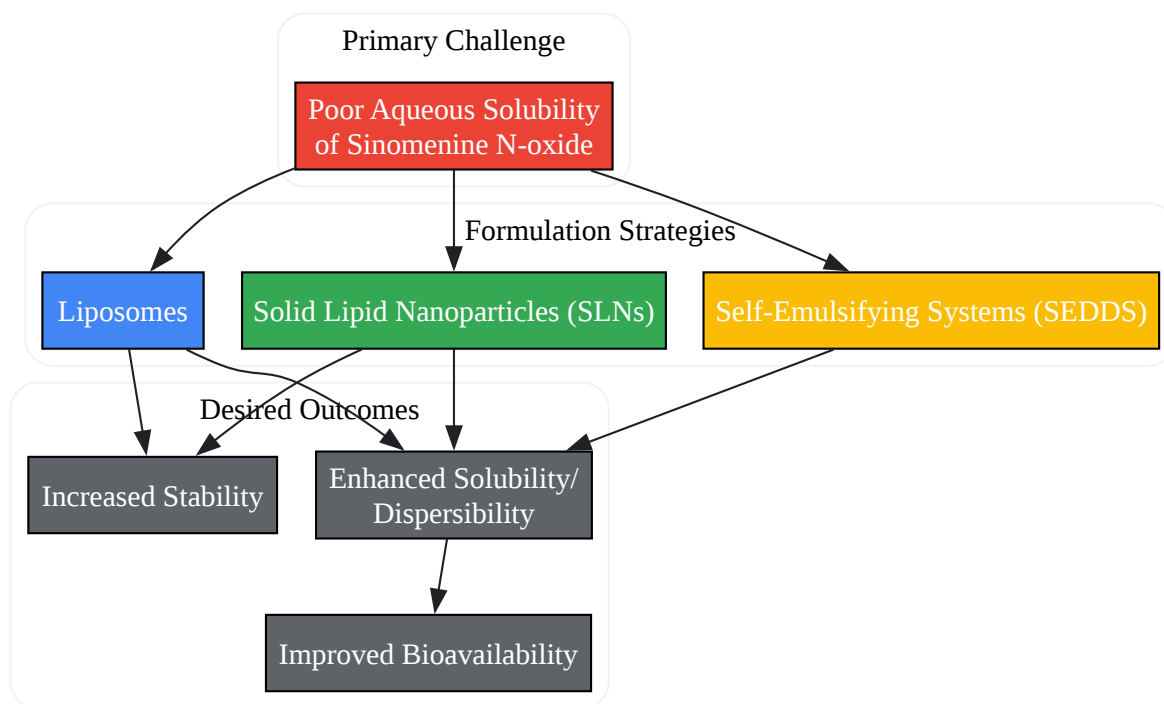 Primary Challenge
Poor Aqueous Solubility
of Sinomenine N-oxide
Formulation Strategies
Liposomes
Solid Lipid Nanoparticles (SLNs)
Self-Emulsifying Systems (SEDDS)
Desired Outcomes
Increased Stability
Enhanced Solubility/
Dispersibility
Improved Bioavailability